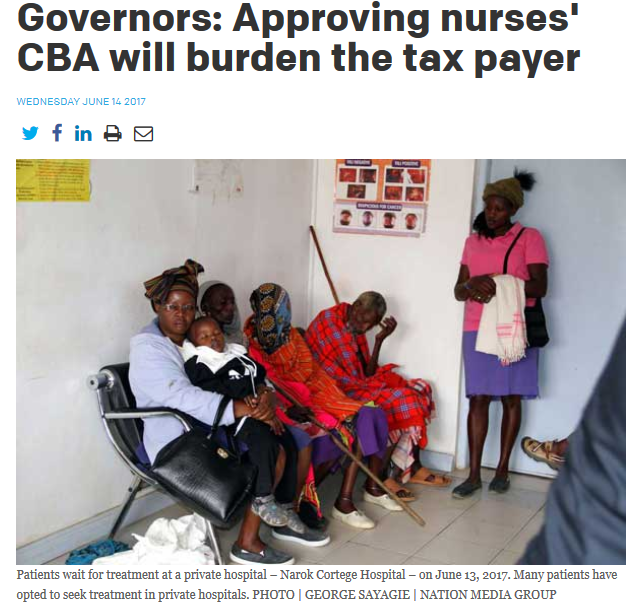 Governors: Approving nurses'
CBA will burden the tax payer
WEDNESDAY JUNE 14 2017
Patients wait for treatment at a private hospital – Narok Cortege Hospital – on June 13, 2017. Many patients have
opted to seek treatment in private hospitals. PHOTO | GEORGE SAYAGIE | NATION MEDIA GROUP